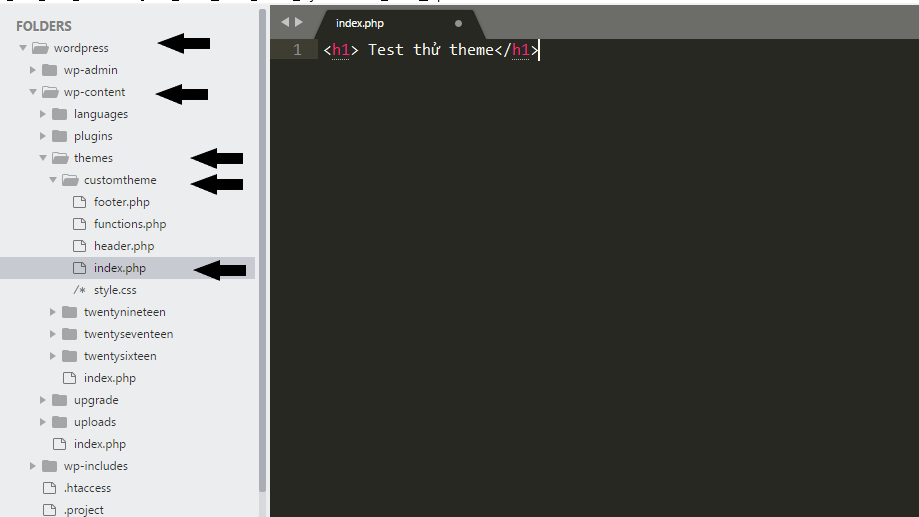 FOLDERS
wordpress
wp-admin
wp-content
languages
plugins
themes
customtheme
footer.php
functions.php
header.php
index.php
/* style.css
twentynineteen
twentyseventeen
twentysixteen
index.php
upgrade
uploads
index.php
wp-includes
.htaccess
.project
index.php
1 <h1> Test thử theme</h1>